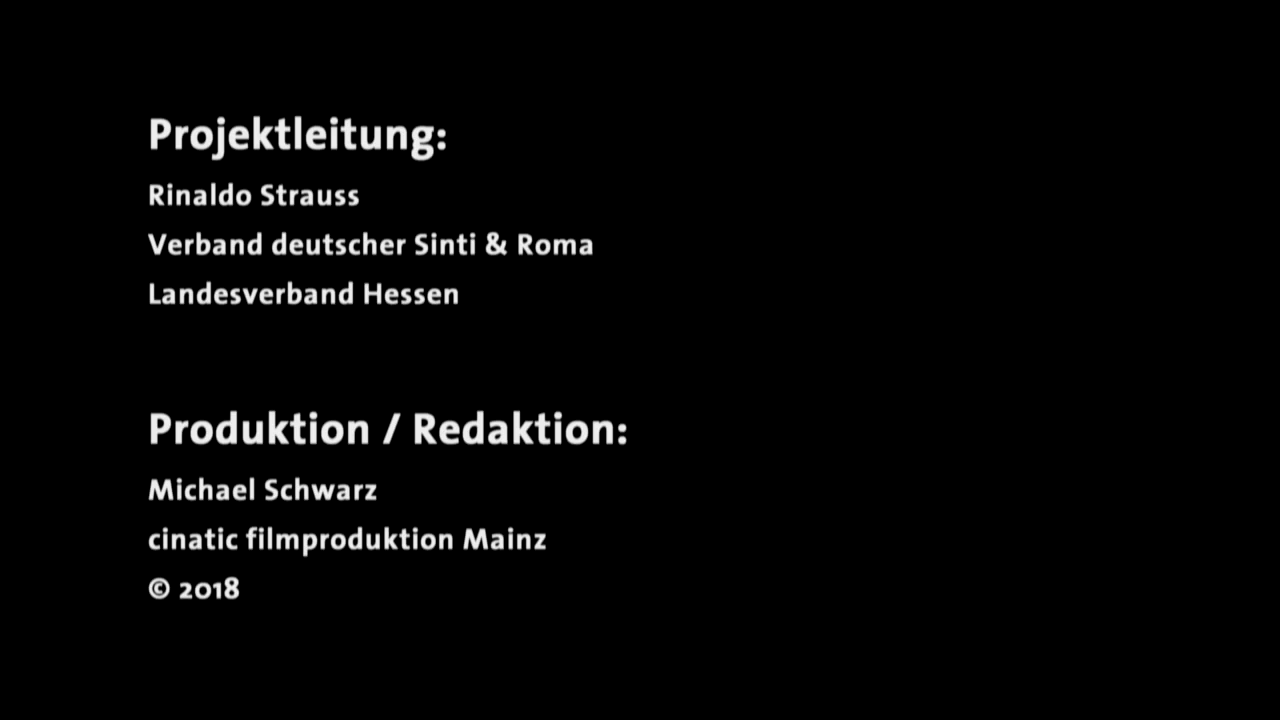 Projektleitung:
Rinaldo Strauss
Verband deutscher Sinti & Roma
Landesverband Hessen
Produktion / Redaktion:
Michael Schwarz
cinatic filmproduktion Mainz
© 2018